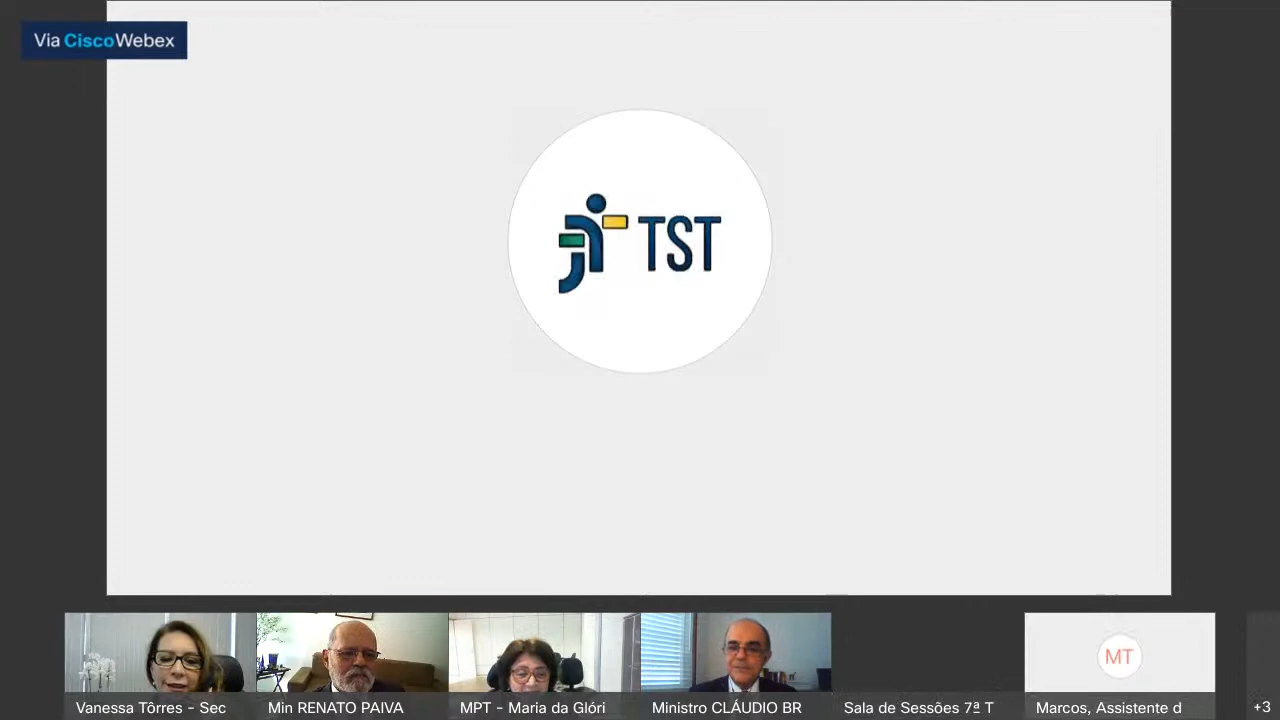 Via CiscoWebex
TST
Vanessa Tôrres - Sec
Min RENATO PAIVA
MPT - Maria da Glóri
Ministro CLÁUDIO BR
Sala de Sessões 7ª T
MT
Marcos, Assistente d
+3